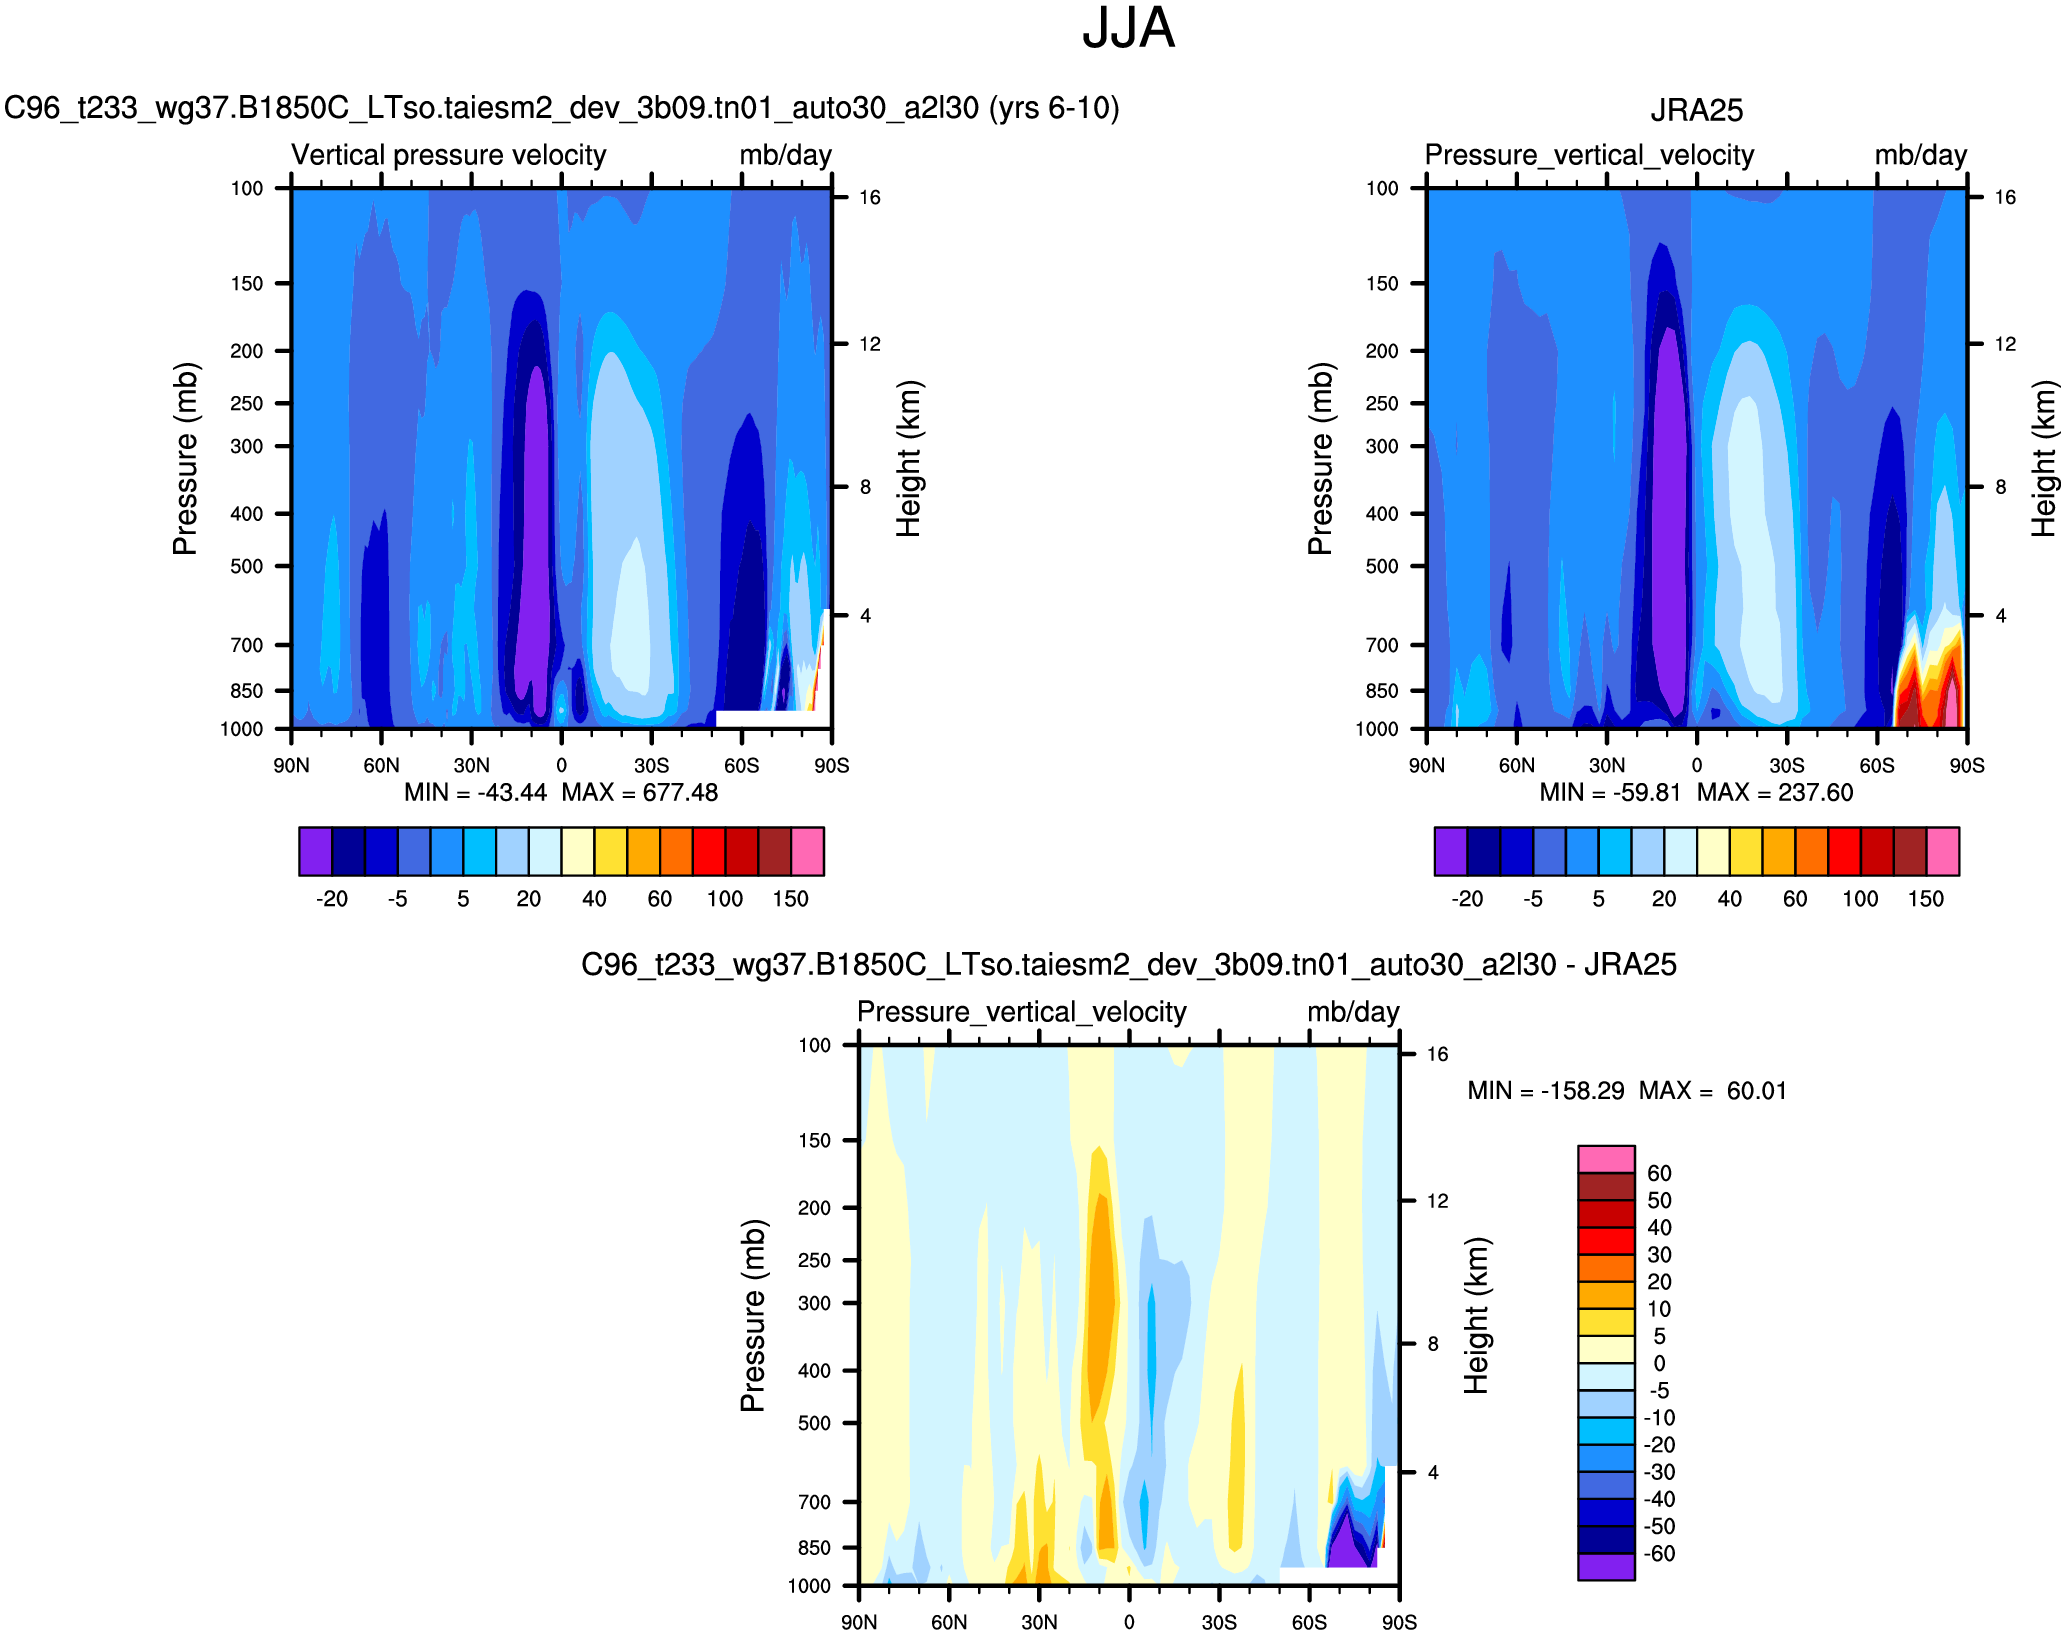 JJA
C96_t233_wg37.B1850C_LTso.taiesm2_dev_3b09.tn01_auto30_a2l30 (yrs 6-10)
Vertical pressure velocity mb/day
100
150
200
250
300
400
500
700
850
1000
Pressure (mb)
16
12
8
4
Height (km)
90N 60N 30N 0 30S 60S 90S
MIN = -43.44 MAX = 677.48
-20 -5 5 20 40 60 100 150
JRA25
Pressure_vertical_velocity mb/day
100
150
200
250
300
400
500
700
850
1000
Pressure (mb)
16
12
8
4
Height (km)
90N 60N 30N 0 30S 60S 90S
MIN = -59.81 MAX = 237.60
-20 -5 5 20 40 60 100 150
C96_t233_wg37.B1850C_LTso.taiesm2_dev_3b09.tn01_auto30_a2l30 - JRA25
Pressure_vertical_velocity mb/day
100
150
200
250
300
400
500
700
850
1000
Pressure (mb)
16
12
8
4
Height (km)
90N 60N 30N 0 30S 60S 90S
MIN = -158.29 MAX = 60.01
60
50
40
30
20
10
5
0
-5
-10
-20
-30
-40
-50
-60